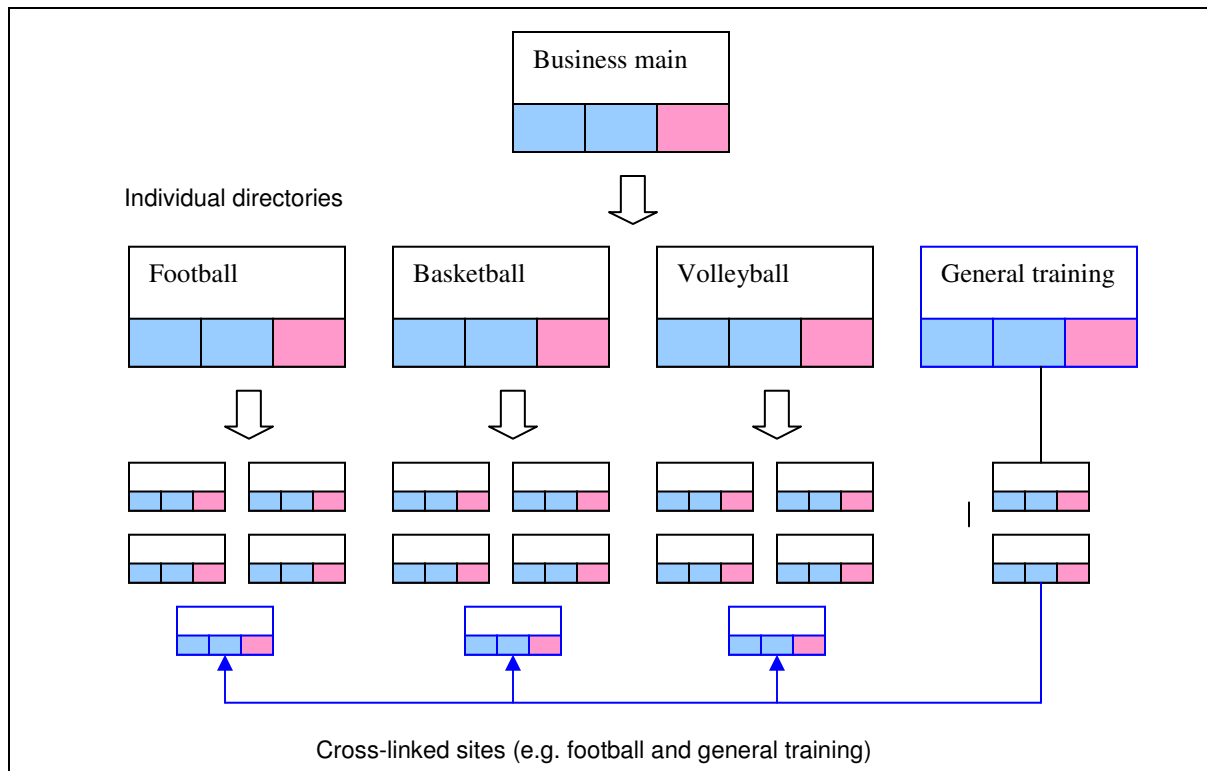 Business main
Individual directories
Football
Basketball
Volleyball
General training
Cross-linked sites (e.g. football and general training)